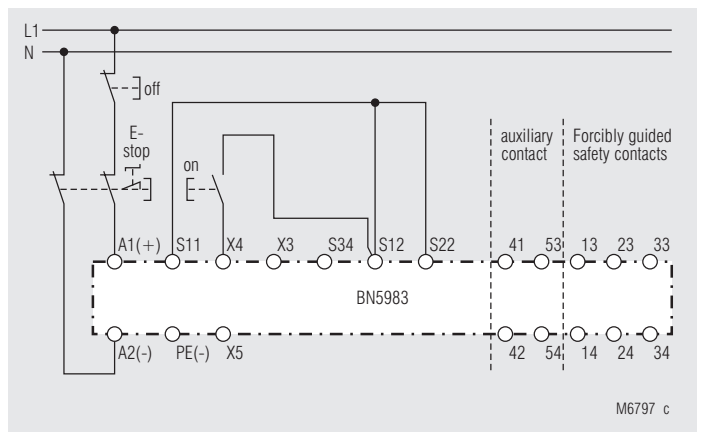 L1
N
off
E-
stop
on
auxiliary
contact
Forcibly guided
safety contacts
A1(+) S11 X4 X3 S34 S12 S22 41 53 13 23 33
BN5983
A2(-) PE(-) X5 42 54 14 24 34
M6797 c